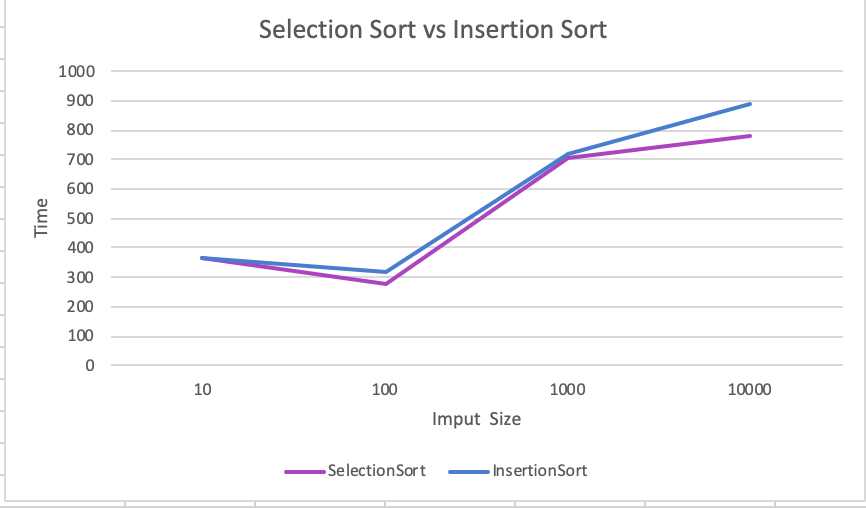 Selection Sort vs Insertion Sort
1000
900
800
700
600
500
400
300
200
100
0
Time
10 100 1000 10000
Imput Size
SelectionSort InsertionSort